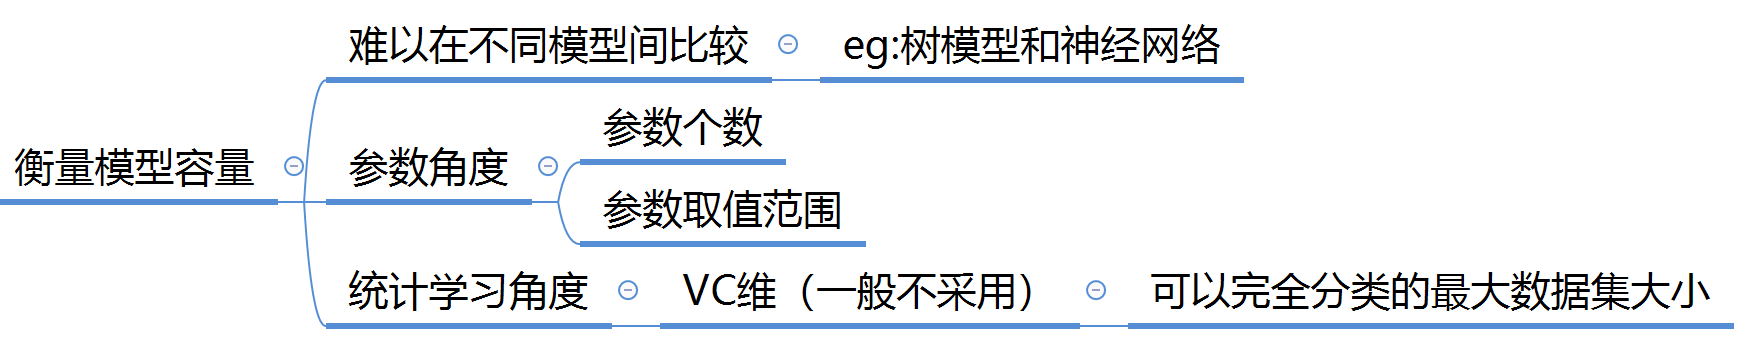 难以在不同模型间比较
eg:树模型和神经网络
衡量模型容量
参数角度
参数个数
参数取值范围
统计学习角度
VC维（一般不采用）
可以完全分类的最大数据集大小